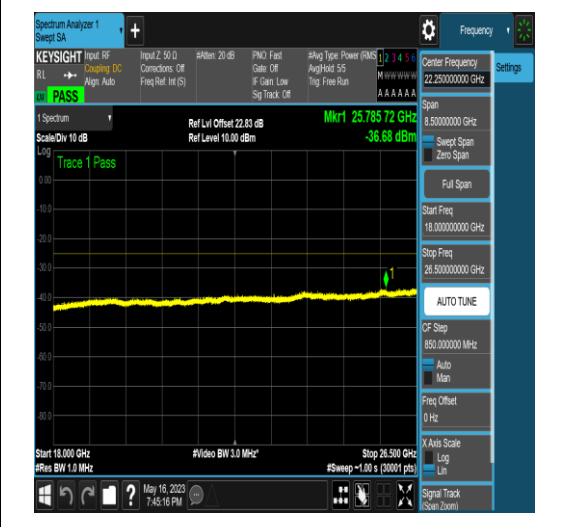 Spectrum Analyzer 1
Swept SA
Frequency
KEYSIGHT
RL
PASS
Input: RF
Coupling: DC
Align: Auto
Input Z: 50 Ω
Corrections: Off
Freq Ref: Int (S)
#Atten: 20 dB
PNO: Fast
Gate: Off
IF Gain: Low
Sig Track: Off
#Avg Type: Power (RMS
Avg|Hold: 5/5
Trig: Free Run
1 2 3 4 5 6
M W W W W W
A A A A A A
1 Spectrum
Scale/Div 10 dB
Ref Lvl Offset 22.83 dB
Ref Level 10.00 dBm
Mkr1 25.785 72 GHz
-36.68 dBm
Log
Trace 1 Pass
0.00
-10.0
-20.0
-30.0
-40.0
-50.0
-60.0
-70.0
-80.0
1
Start 18.000 GHz
#Res BW 1.0 MHz
#Video BW 3.0 MHz*
Stop 26.500 GHz
#Sweep ~1.00 s (30001 pts)
?
May 16, 2023
7:45:16 PM
Center Frequency
22.250000000 GHz
Settings
Span
8.50000000 GHz
Swept Span
Zero Span
Full Span
Start Freq
18.000000000 GHz
Stop Freq
26.500000000 GHz
AUTO TUNE
CF Step
850.000000 MHz
Auto
Man
Freq Offset
0 Hz
X Axis Scale
Log
Lin
Signal Track
(Span Zoom)